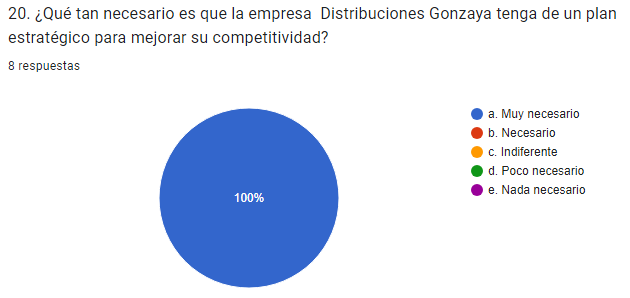 20. ¿Qué tan necesario es que la empresa  Distribuciones Gonzaya tenga de un plan
estratégico para mejorar su competitividad?
8 respuestas
100%
a. Muy necesario
b. Necesario
c. Indiferente
d. Poco necesario
e. Nada necesario